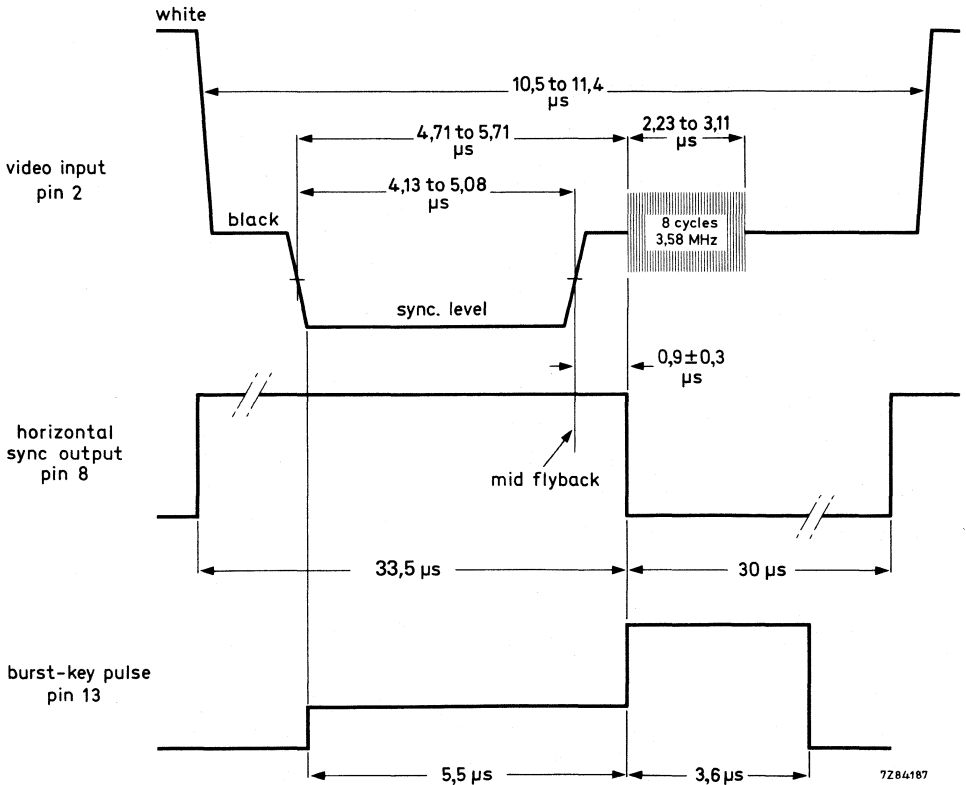 white
10,5 to 11,4
µs
4,71 to 5,71
µs
2,23 to 3,11
µs
video input
pin 2
4,13 to 5,08
µs
black
8 cycles
3,58 MHz
sync. level
0,9±0,3
µs
horizontal
sync output
pin 8
mid flyback
33,5 µs
30 µs
burst-key pulse
pin 13
5,5 µs
3,6 µs
7Z84187